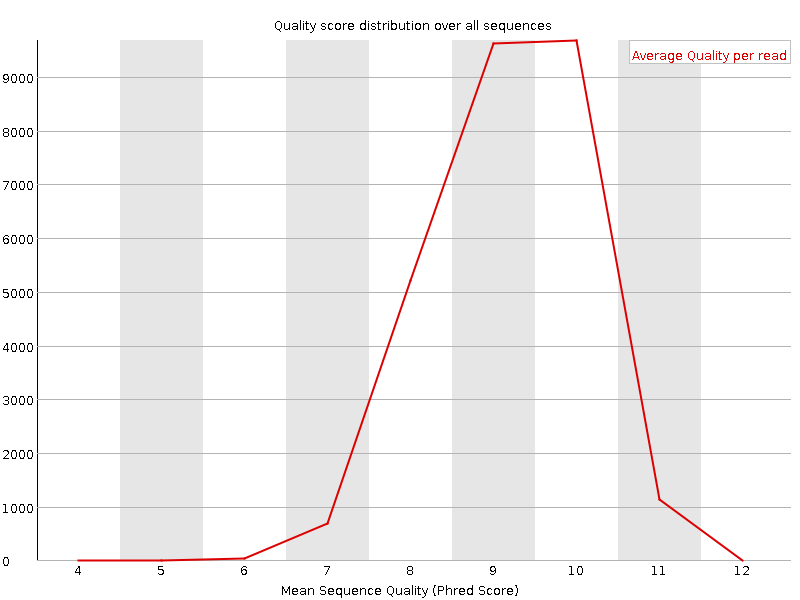 Quality score distribution over all sequences
Average Quality per read
9000
8000
7000
6000
5000
4000
3000
2000
1000
0
4 5 6 7 8 9 10 11 12
Mean Sequence Quality (Phred Score)